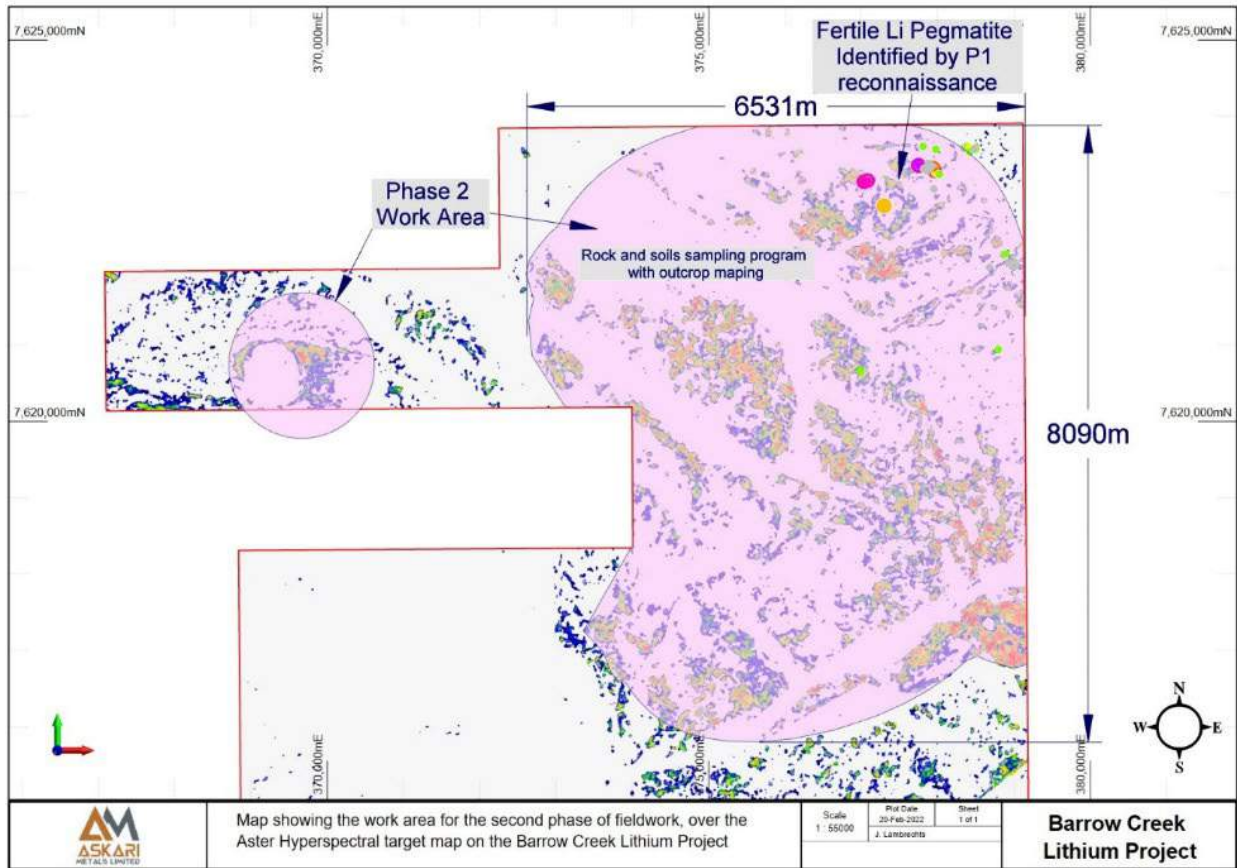 7,625,000mN
370,000mE
375,000mE
380,000mE
7,625,000mN
Fertile Li Pegmatite
Identified by P1
reconnaissance
6531m
Phase 2
Work Area
Rock and soils sampling program
with outcrop maping
7,620,000mN
7,620,000mN
8090m
N
W
E
S
370,000mE
375,000mE
380,000mE
AM
ASKARI
METALS LIMITED
Map showing the work area for the second phase of fieldwork, over the
Aster Hyperspectral target map on the Barrow Creek Lithium Project
Scale
1 : 55000
Plot Date
20-Feb-2022
Sheet
1 of 1
J. Lambrechts
Barrow Creek
Lithium Project